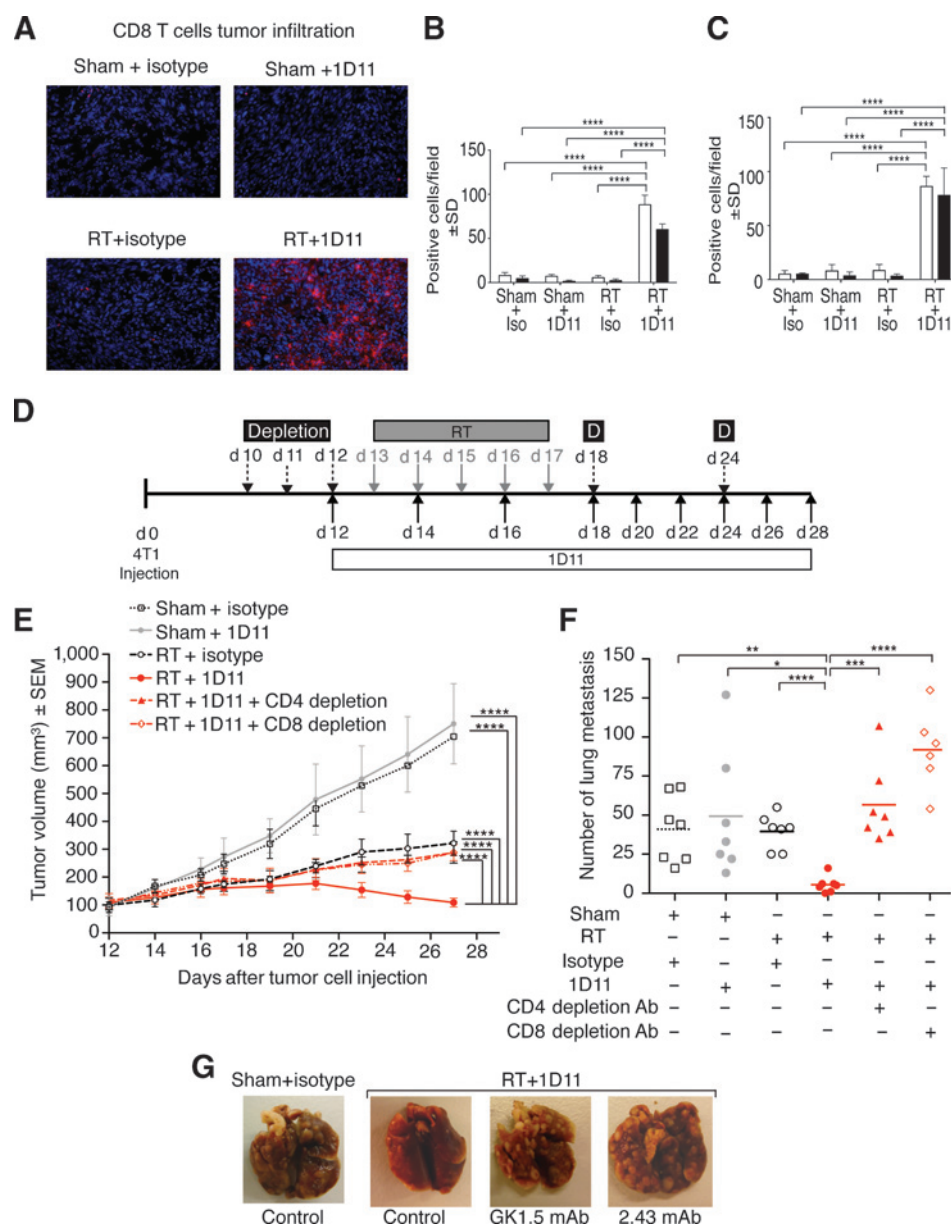 A
CD8 T cells tumor infiltration
Sham + isotype
Sham +1D11
RT+isotype
RT+1D11
B
Positive cells/field
±SD
150
100
50
0
****
****
****
****
****
****
Sham + Iso
Sham + 1D11
RT + Iso
RT + 1D11
C
Positive cells/field
±SD
150
100
50
0
****
****
****
****
****
****
Sham + Iso
Sham + 1D11
RT + Iso
RT + 1D11
D
Depletion
RT
D
D
d 10
d 11
d 12
d 13
d 14
d 15
d 16
d 17
d 18
d 24
d 0
d 12
d 14
d 16
d 18
d 20
d 22
d 24
d 26
d 28
4T1
Injection
1D11
E
Sham + isotype
Sham + 1D11
RT + isotype
RT + 1D11
RT + 1D11 + CD4 depletion
RT + 1D11 + CD8 depletion
Tumor volume (mm³) ± SEM
1,000
900
800
700
600
500
400
300
200
100
0
****
****
****
****
****
12 14 16 18 20 22 24 26 28
Days after tumor cell injection
F
Number of lung metastasis
150
125
100
75
50
25
0
** ****
* ***
****
Sham + + − − − −
RT − − + + + +
Isotype + − + − − −
1D11 − + − + + +
CD4 depletion Ab − − − − + −
CD8 depletion Ab − − − − − +
G
Sham+isotype
RT+1D11
Control
Control
GK1.5 mAb
2.43 mAb